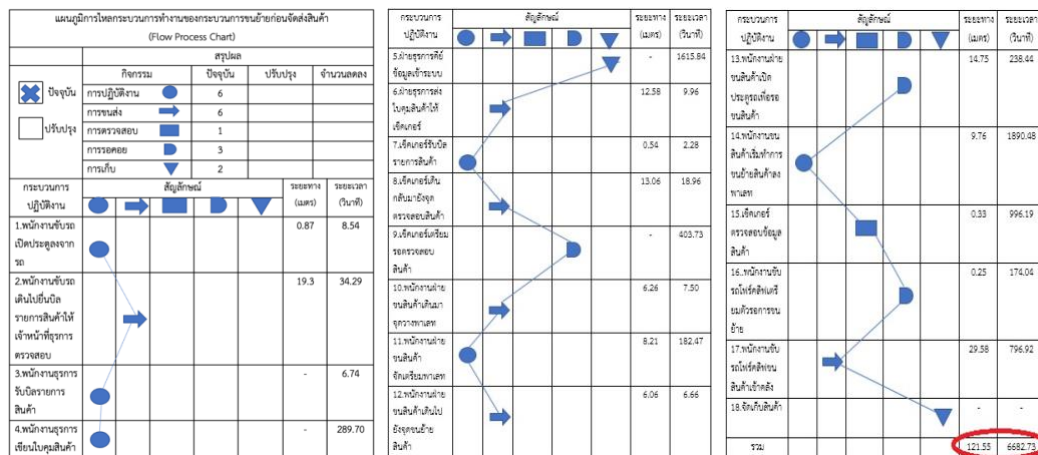 แผนภูมิการไหลกระบวนการทำงานของกระบวนการขนย้ายก่อนจัดส่งสินค้า
(Flow Process Chart)
สรุปผล
กิจกรรม ปัจจุบัน ปรับปรุง จำนวนลดลง
ปัจจุบัน
ปรับปรุง
การปฏิบัติงาน 6
การขนส่ง 6
การตรวจสอบ 1
การรอคอย 3
การเก็บ 2
กระบวนการ สัญลักษณ์ ระยะทาง ระยะเวลา
ปฏิบัติงาน (เมตร) (วินาที)
1.พนักงานขับรถ 0.87 8.54
เปิดประตูลงจาก
รถ
2.พนักงานขับรถ 19.3 34.29
เดินไปยื่นบิล
รายการสินค้าให้
เจ้าหน้าที่ธุรการ
ตรวจสอบ
3.พนักงานธุรการ - 6.74
รับบิลรายการ
สินค้า
4.พนักงานธุรการ - 289.70
เขียนใบคุมสินค้า
กระบวนการ สัญลักษณ์ ระยะทาง ระยะเวลา
ปฏิบัติงาน (เมตร) (วินาที)
5.ฝ่ายธุรการคีย์ - 1615.84
ข้อมูลเข้าระบบ
6.ฝ่ายธุรการส่ง 12.58 9.96
ใบคุมสินค้าให้
เช็คเกอร์
7.เช็คเกอร์รับบิล 0.54 2.28
รายการสินค้า
8.เช็คเกอร์เดิน 13.06 18.96
กลับมายังจุด
ตรวจสอบสินค้า
9.เช็คเกอร์เตรียม - 403.73
รอตรวจสอบ
สินค้า
10.พนักงานฝ่าย 6.26 7.50
ขนสินค้าเดินมา
จุดวางพาเลท
11.พนักงานฝ่าย 8.21 182.47
ขนสินค้า
จัดเตรียมพาเลท
12.พนักงานฝ่าย 6.06 6.66
ขนสินค้าเดินไป
ยังจุดขนย้าย
สินค้า
กระบวนการ สัญลักษณ์ ระยะทาง ระยะเวลา
ปฏิบัติงาน (เมตร) (วินาที)
13.พนักงานฝ่าย 14.75 238.44
ขนสินค้าเปิด
ประตูรถเพื่อรอ
ขนสินค้า
14.พนักงานขน 9.76 1890.48
สินค้าเริ่มทำการ
ขนย้ายสินค้าลง
พาเลท
15.เช็คเกอร์ 0.33 996.19
ตรวจสอบข้อมูล
สินค้า
16.พนักงานขับ 0.25 174.04
รถโฟร์คลิฟเตรี
ยมตัวรอการขน
ย้าย
17.พนักงานขับ 29.58 796.92
รถโฟร์คลิฟขน
สินค้าเข้าคลัง
18.จัดเก็บสินค้า - -
รวม 121.55 6682.73